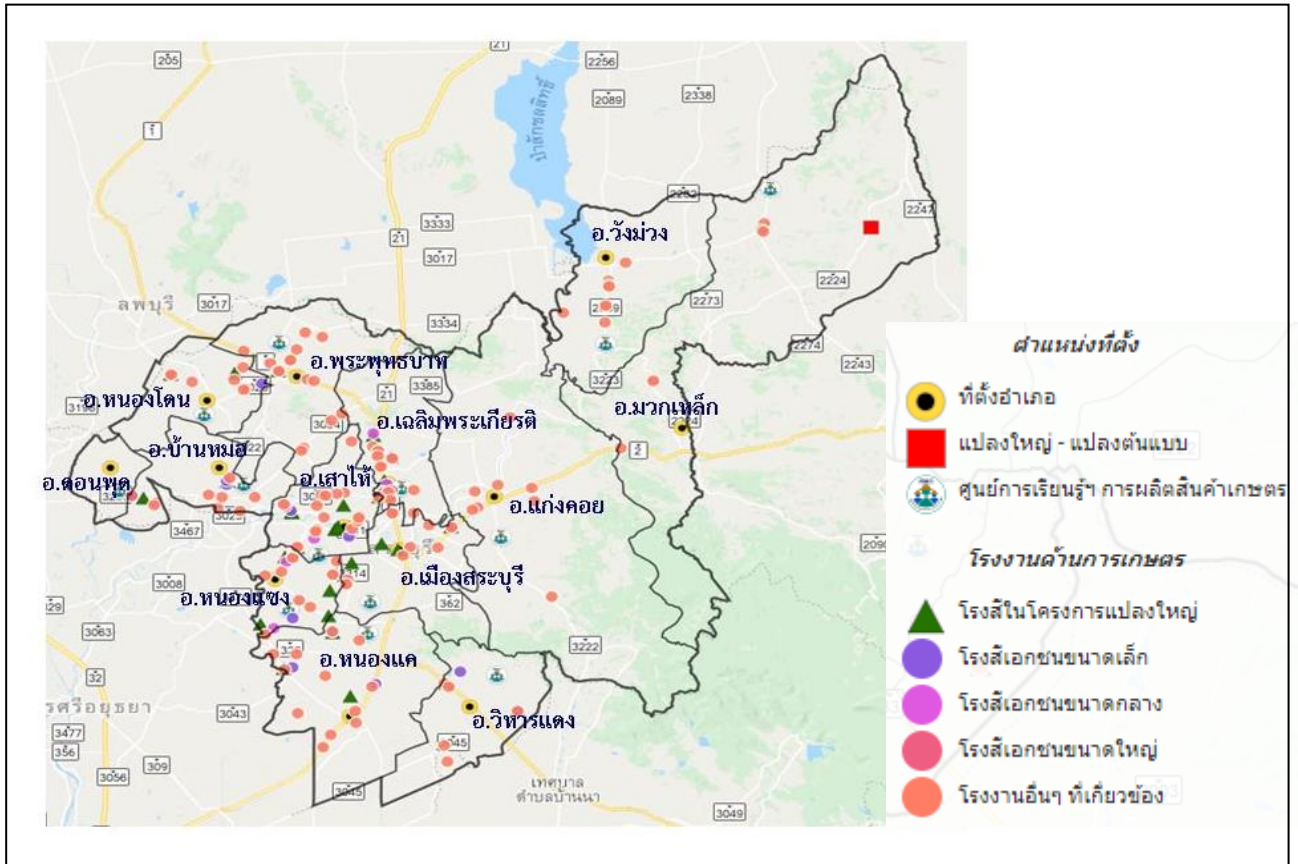 205
21
2256
2089
2338
1
ป่าสักชลสิทธิ์
2282
2247
3333
อ.วังม่วง
21
3017
2224
ลพบุรี
3017
2273
3334
2274
อ.พระพุทธบาท
2243
3385
3223
21
อ.หนองโดน
อ.มวกเหล็ก
อ.เฉลิมพระเกียรติ
2
อ.บ้านหมอ
อ.เสาไห้
อ.ดอนพุด
อ.แก่งคอย
3467
3008
อ.เมืองสระบุรี
อ.หนองแซง
362
3063
3222
อ.หนองแค
32
รศรีอยุธยา
3043
อ.วิหารแดง
3477
356
309
3056
3045
เทศบาล
ตำบลบ้านนา
3049
ตำแหน่งที่ตั้ง
ที่ตั้งอำเภอ
แปลงใหญ่ - แปลงต้นแบบ
ศูนย์การเรียนรู้ฯ การผลิตสินค้าเกษตร
โรงงานด้านการเกษตร
โรงสีในโครงการแปลงใหญ่
โรงสีเอกชนขนาดเล็ก
โรงสีเอกชนขนาดกลาง
โรงสีเอกชนขนาดใหญ่
โรงงานอื่นๆ ที่เกี่ยวข้อง